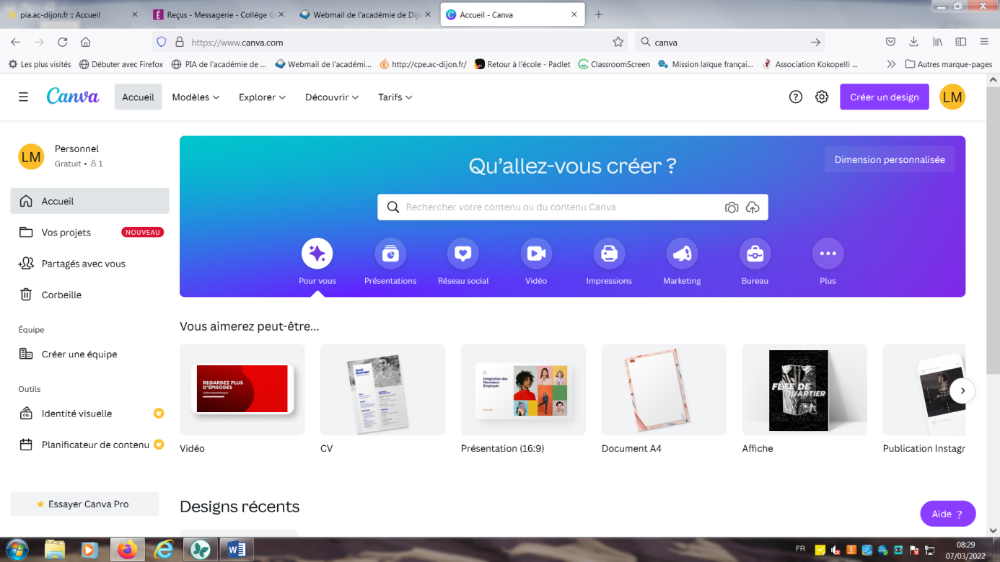 pia.ac-dijon.fr :: Accueil
Reçus - Messagerie - Collège G
Webmail de l'académie de Dijo
Accueil - Canva
https://www.canva.com
canva
Les plus visités
Débuter avec Firefox
PIA de l'académie de ...
Webmail de l'académi...
http://cpe.ac-dijon.fr/
Retour à l'école - Padlet
ClassroomScreen
Mission laïque françai...
Association Kokopelli ...
Autres marque-pages
Canva
Accueil
Modèles
Explorer
Découvrir
Tarifs
Créer un design
LM
LM
Personnel
Gratuit • 1
Accueil
Vos projets
NOUVEAU
Partagés avec vous
Corbeille
Équipe
Créer une équipe
Outils
CO.
Identité visuelle
Planificateur de contenu
Essayer Canva Pro
Qu'allez-vous créer ?
Dimension personnalisée
Rechercher votre contenu ou du contenu Canva
Pour vous
Présentations
Réseau social
Vidéo
Impressions
Marketing
Bureau
Plus
Vous aimerez peut-être...
REGARDEZ PLUS
D'ÉPISODES
Intégration des
Nouveaux
Employés
FÊTE DE
QUARTIER
Vidéo
CV
Présentation (16:9)
Document A4
Affiche
Publication Instagr
Designs récents
Aide ?
FR
08:29
07/03/2022